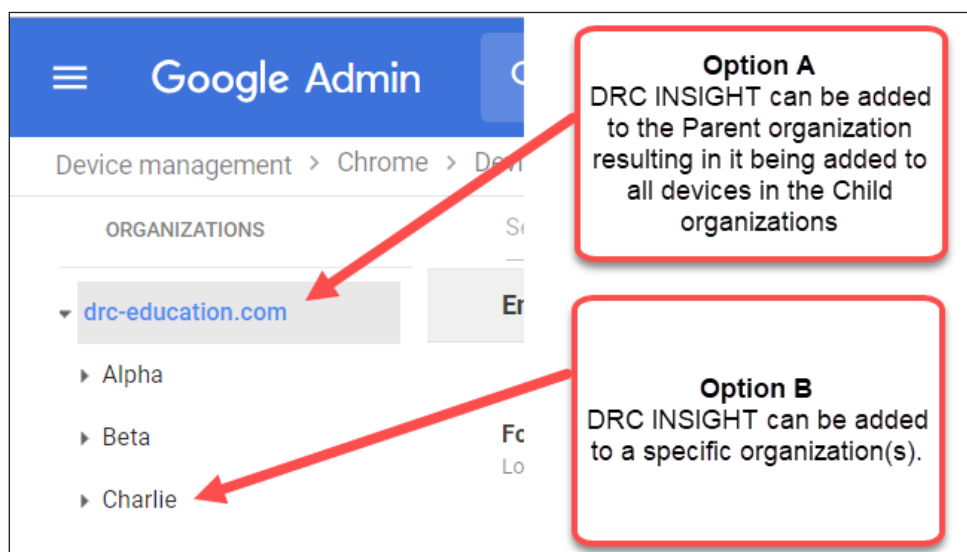 Google Admin
Device management > Chrome >
ORGANIZATIONS
drc-education.com
Alpha
Beta
Charlie
Option A
DRC INSIGHT can be added
to the Parent organization
resulting in it being added to
all devices in the Child
organizations
Option B
DRC INSIGHT can be added
to a specific organization(s).